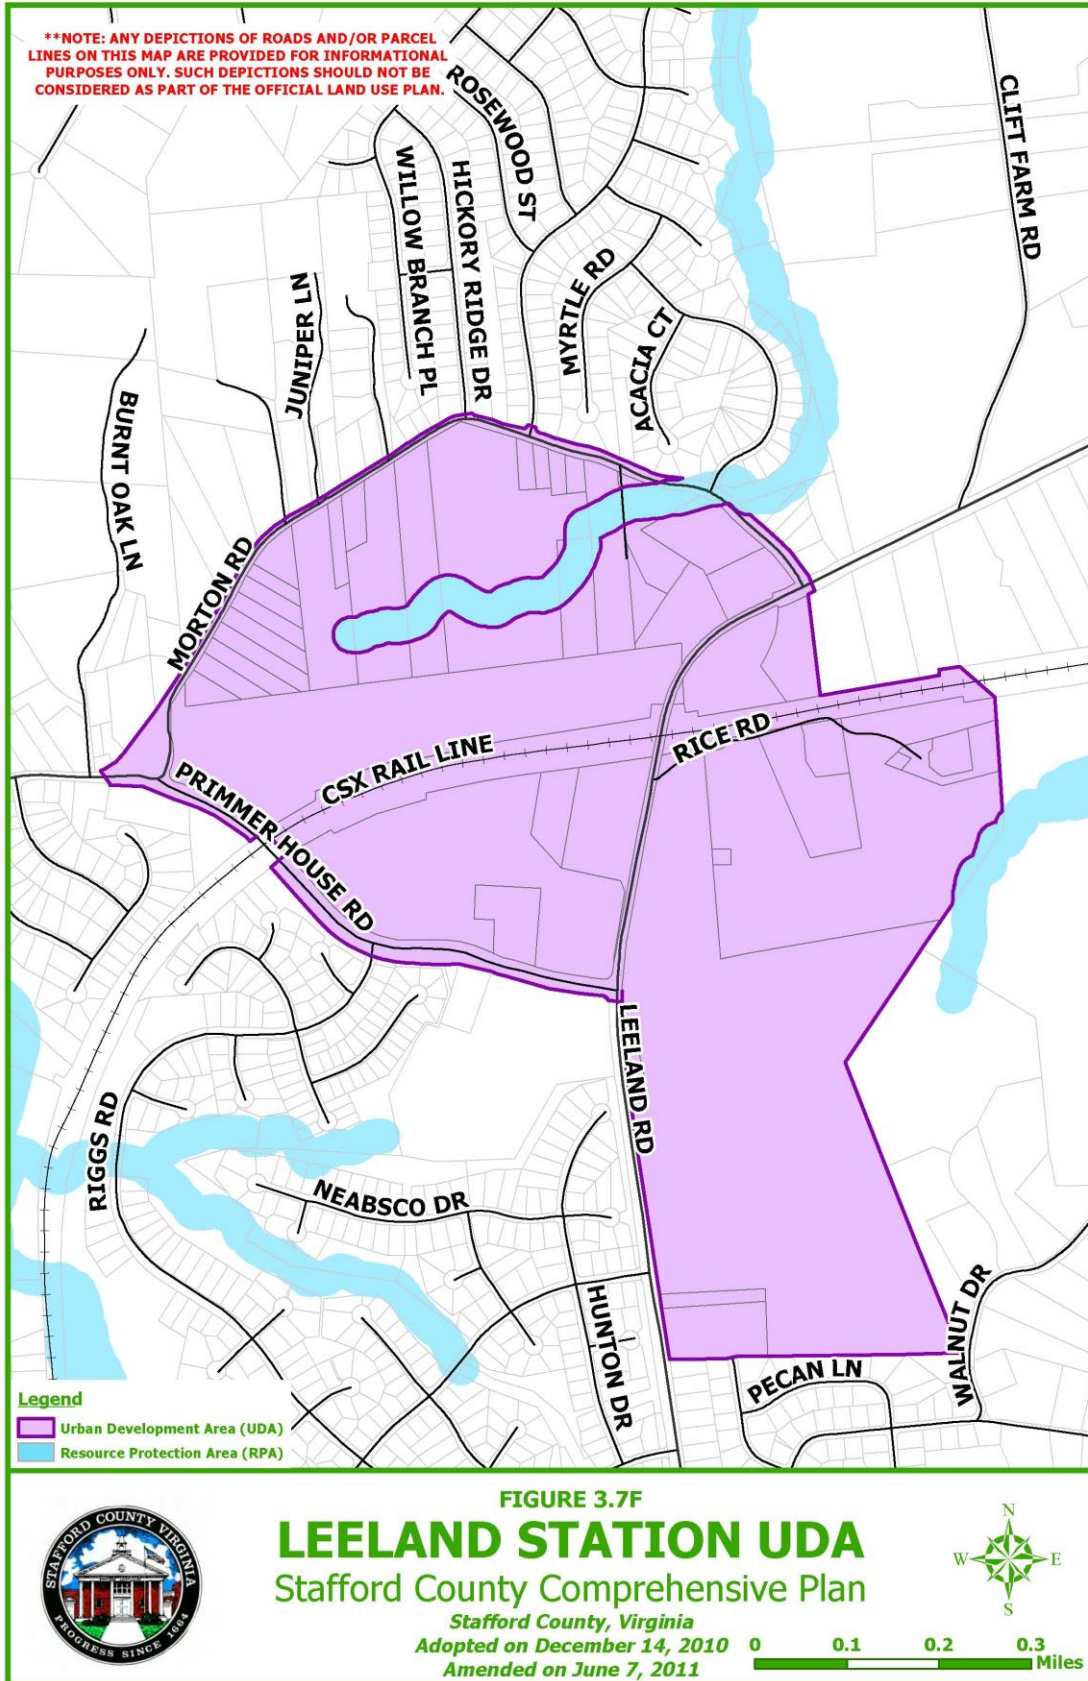 **NOTE: ANY DEPICTIONS OF ROADS AND/OR PARCEL
LINES ON THIS MAP ARE PROVIDED FOR INFORMATIONAL
PURPOSES ONLY. SUCH DEPICTIONS SHOULD NOT BE
CONSIDERED AS PART OF THE OFFICIAL LAND USE PLAN.
ROSEWOOD ST
CLIFT FARM RD
WILLOW BRANCH PL
HICKORY RIDGE DR
MYRTLE RD
JUNIPER LN
ACACIA CT
BURNT OAK LN
MORTON RD
RICE RD
CSX RAIL LINE
PRIMMER HOUSE RD
LEELAND RD
RIGGS RD
NEABSCO DR
HUNTON DR
WALNUT DR
PECAN LN
Legend
Urban Development Area (UDA)
Resource Protection Area (RPA)
FIGURE 3.7F
LEELAND STATION UDA
Stafford County Comprehensive Plan
Stafford County, Virginia
Adopted on December 14, 2010
Amended on June 7, 2011
STAFFORD COUNTY VIRGINIA
PROGRESS SINCE 1664
N
W E
S
0 0.1 0.2 0.3
Miles